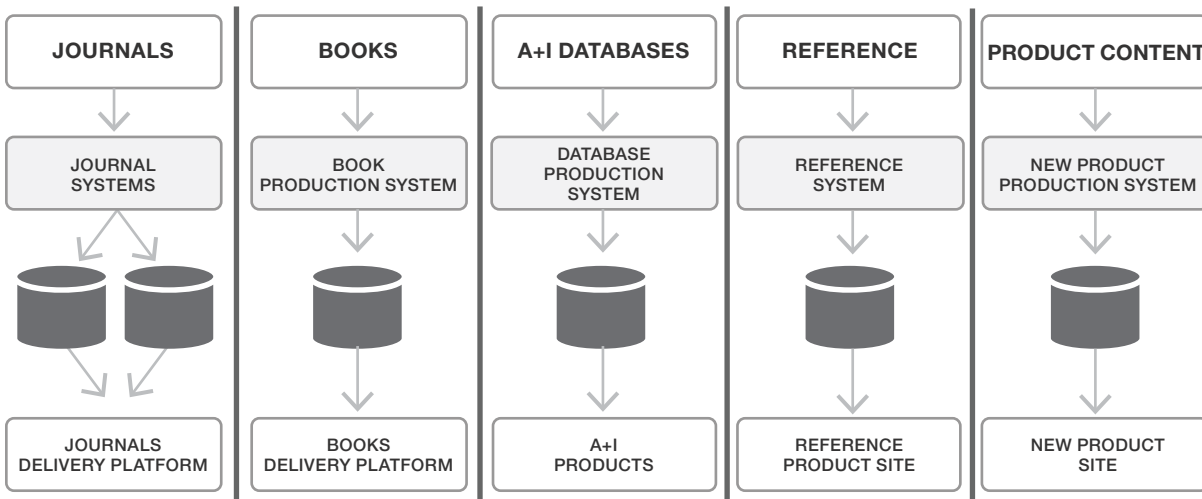 JOURNALS
BOOKS
A+I DATABASES
REFERENCE
PRODUCT CONTENT
JOURNAL
SYSTEMS
BOOK
PRODUCTION SYSTEM
DATABASE
PRODUCTION
SYSTEM
REFERENCE
SYSTEM
NEW PRODUCT
PRODUCTION SYSTEM
JOURNALS
DELIVERY PLATFORM
BOOKS
DELIVERY PLATFORM
A+I
PRODUCTS
REFERENCE
PRODUCT SITE
NEW PRODUCT
SITE